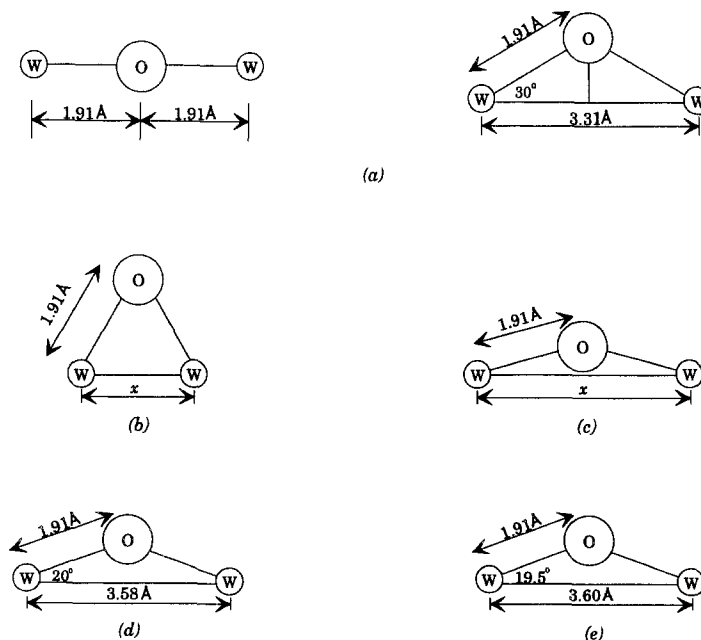 W O W
1.91Å 1.91Å
1.91Å
O
W 30° W
3.31Å
(a)
1.91Å
O
W W
x
(b)
1.91Å
O
W W
x
(c)
1.91Å
O
W 20° W
3.58Å
(d)
1.91Å
O
W 19.5° W
3.60Å
(e)